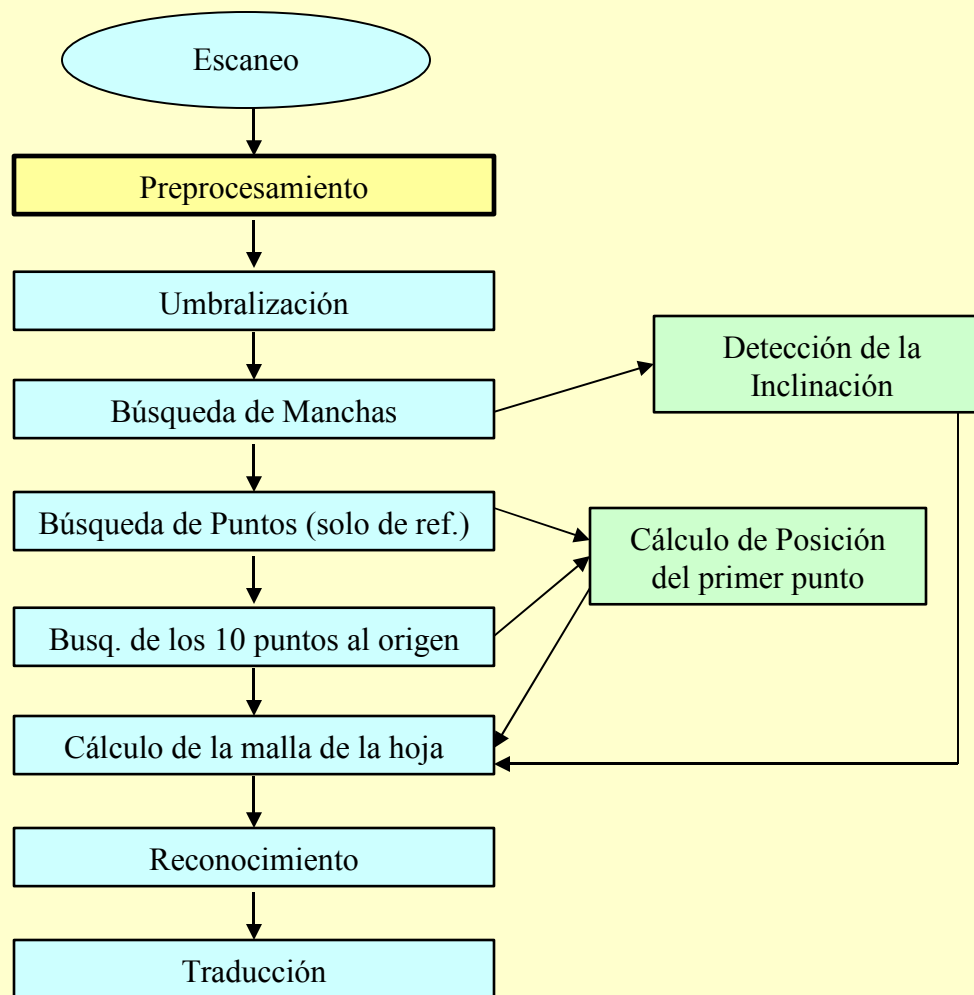 Escaneo
Preprocesamiento
Umbralización
Detección de la
Inclinación
Búsqueda de Manchas
Búsqueda de Puntos (solo de ref.)
Cálculo de Posición
del primer punto
Busq. de los 10 puntos al origen
Cálculo de la malla de la hoja
Reconocimiento
Traducción